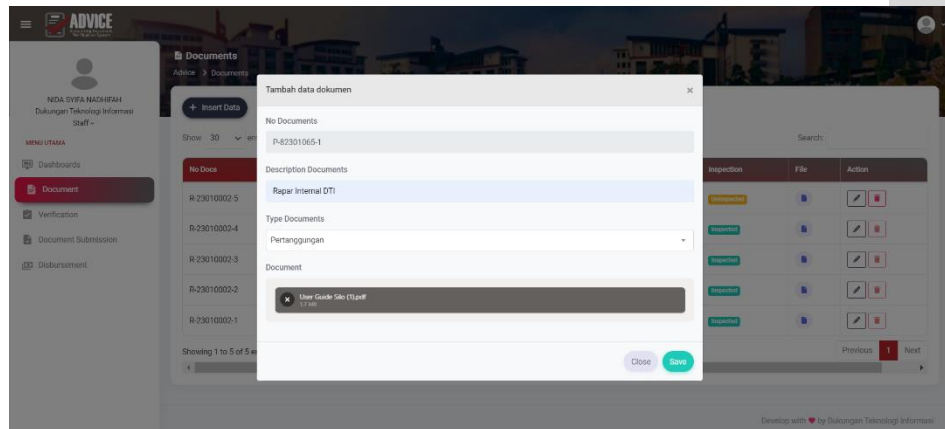 ADVICE
Documents
Advice > Documents
NIDA SYIFA NADHIFAH
Dukungan Teknologi Informasi
Staff -
MENU UTAMA
Dashboards
Document
Verification
Document Submission
Disbursement
+ Insert Data
Show 30
Search:
No Docs
Inspection
File
Action
R-23010002-5
R-23010002-4
Inspected
R-23010002-3
Inspected
R-23010002-2
Inspected
R-23010002-1
Inspected
Showing 1 to 5 of 5
Previous 1 Next
Tambah data dokumen
×
No Documents
P-82301065-1
Description Documents
Rapar Internal DTI
Type Documents
Pertanggungan
Document
User Guide Silo (1).pdf
1.7 MB
Close
Save
Develop with ❤ by Dukungan Teknologi Informasi